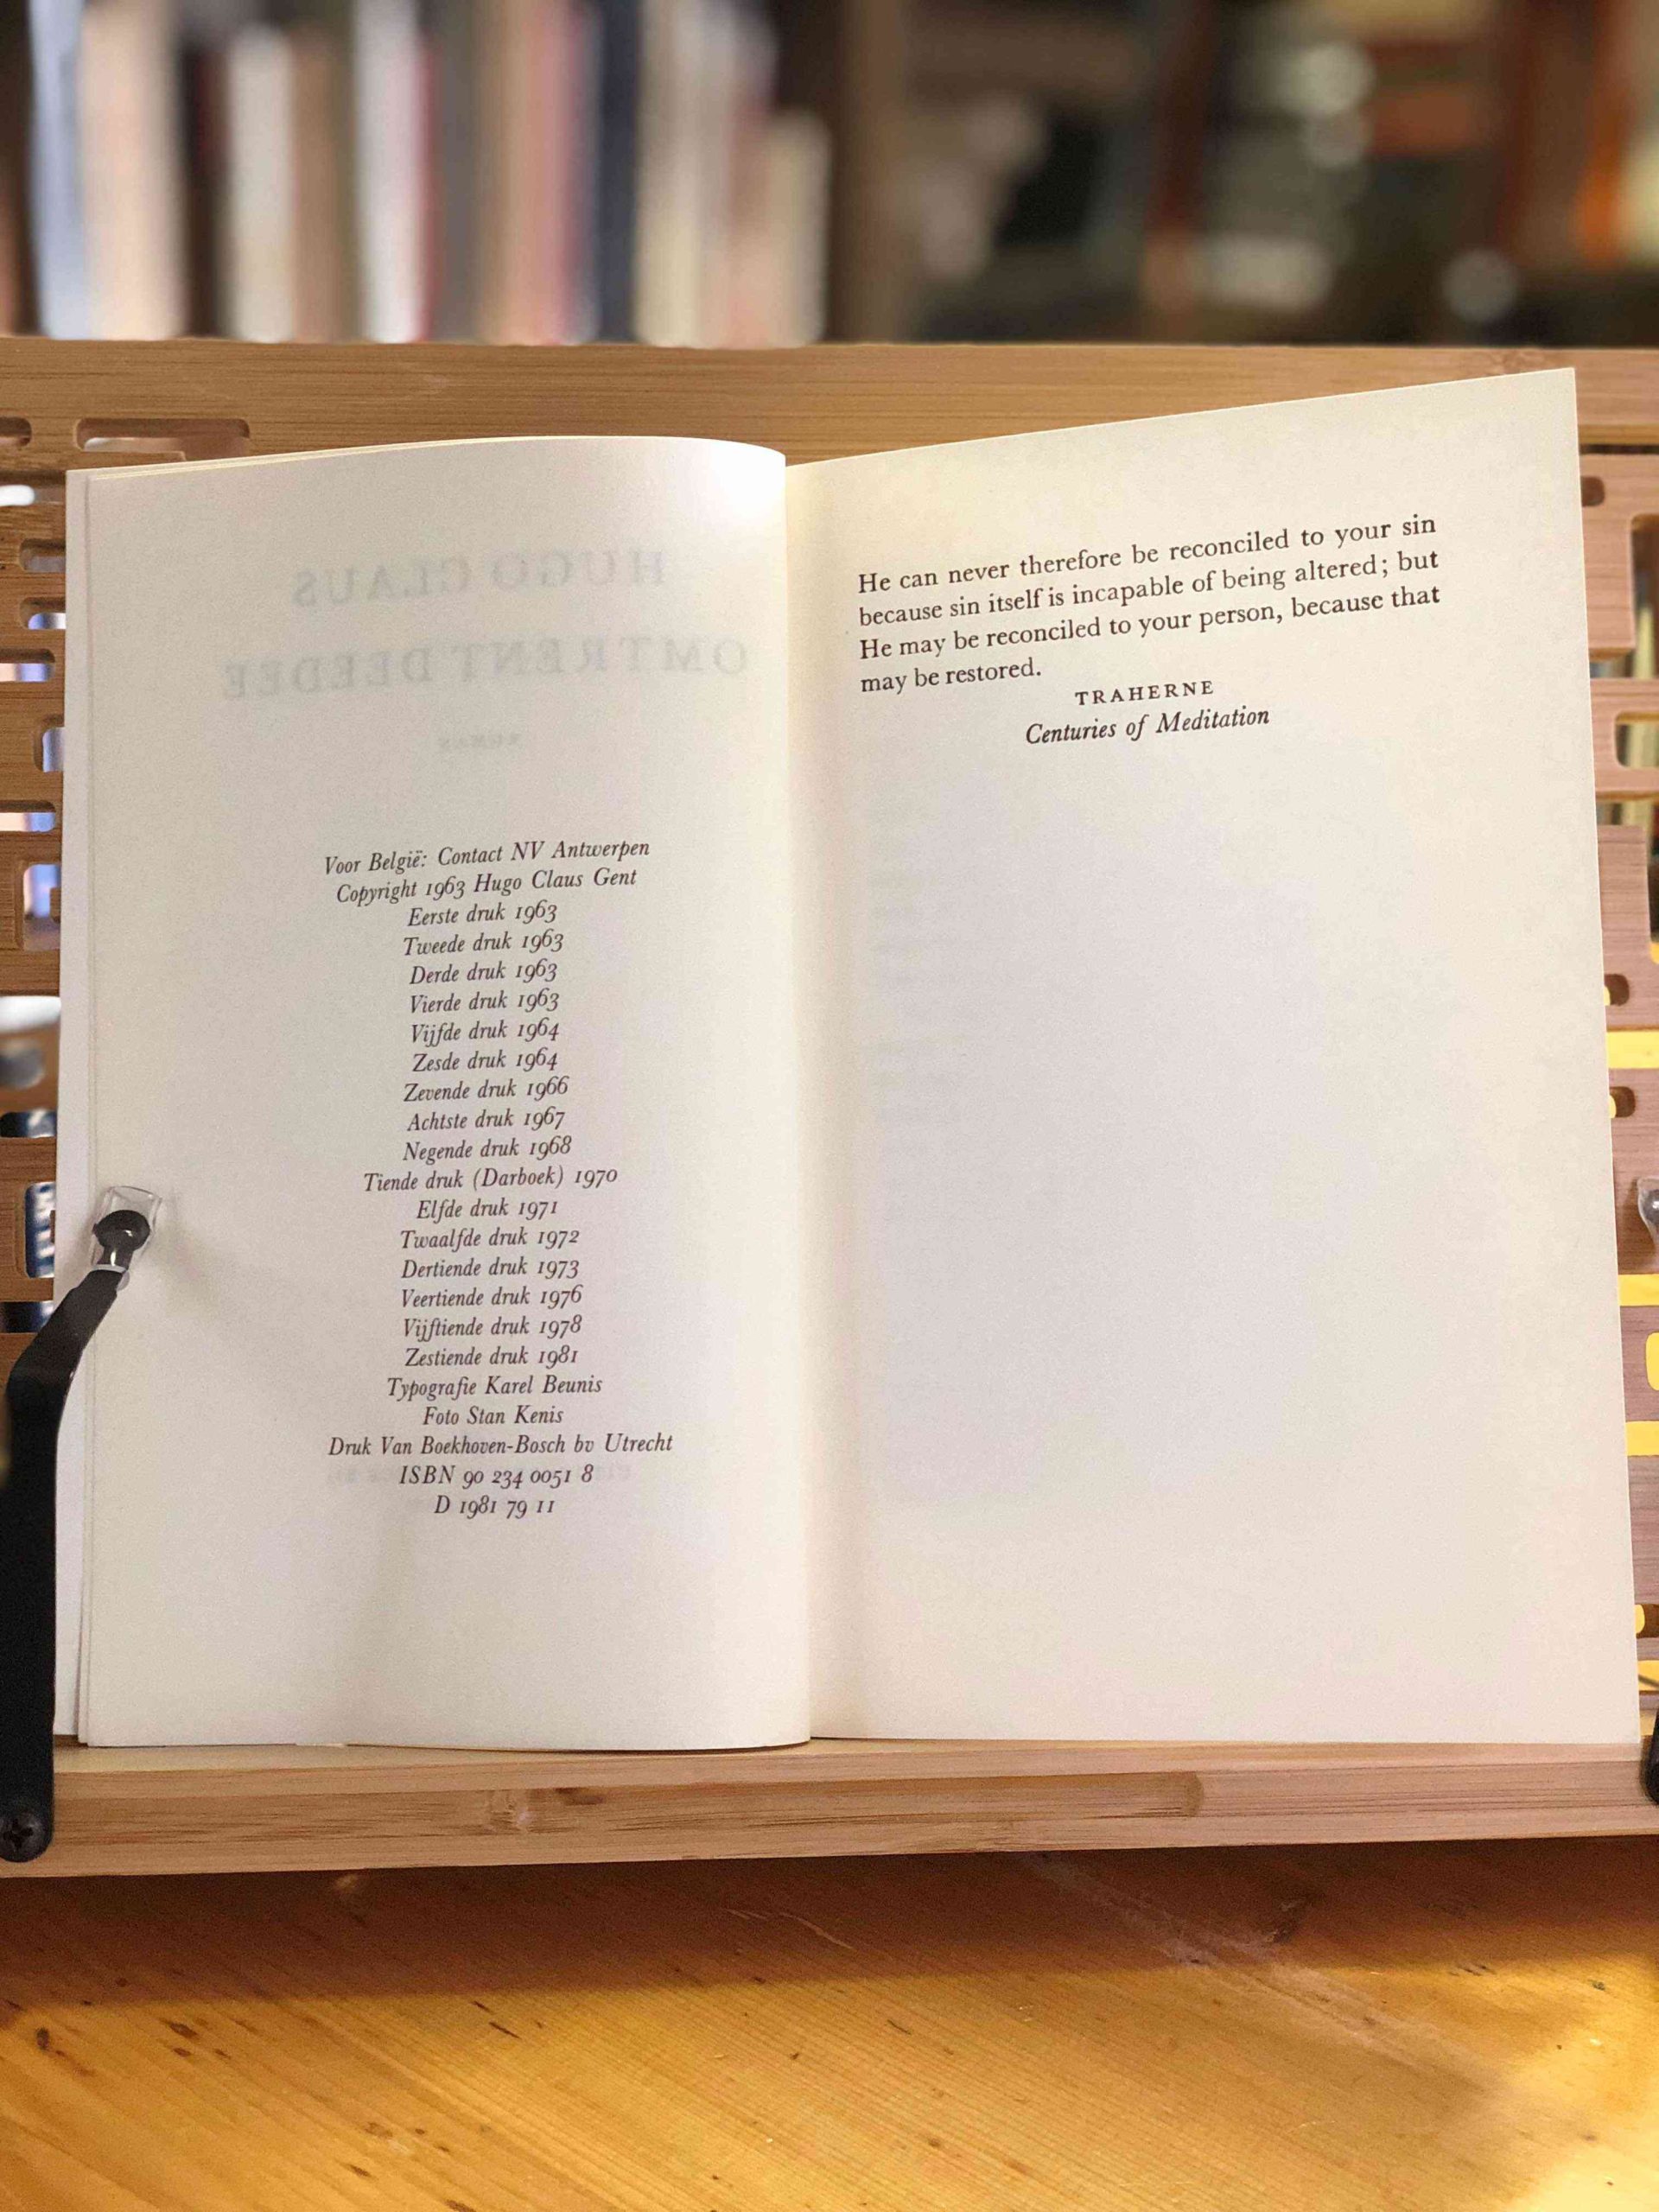 HUGO CLAUS
OMTRENT DEEDEE
ROMAN
Voor België: Contact NV Antwerpen
Copyright 1963 Hugo Claus Gent
Eerste druk 1963
Tweede druk 1963
Derde druk 1963
Vierde druk 1963
Vijfde druk 1964
Zesde druk 1964
Zevende druk 1966
Achtste druk 1967
Negende druk 1968
Tiende druk (Darboek) 1970
Elfde druk 1971
Twaalfde druk 1972
Dertiende druk 1973
Veertiende druk 1976
Vijftiende druk 1978
Zestiende druk 1981
Typografie Karel Beunis
Foto Stan Kenis
Druk Van Boekhoven-Bosch bv Utrecht
ISBN 90 234 0051 8
D 1981 79 11
He can never therefore be reconciled to your sin
because sin itself is incapable of being altered; but
He may be reconciled to your person, because that
may be restored.
TRAHERNE
Centuries of Meditation